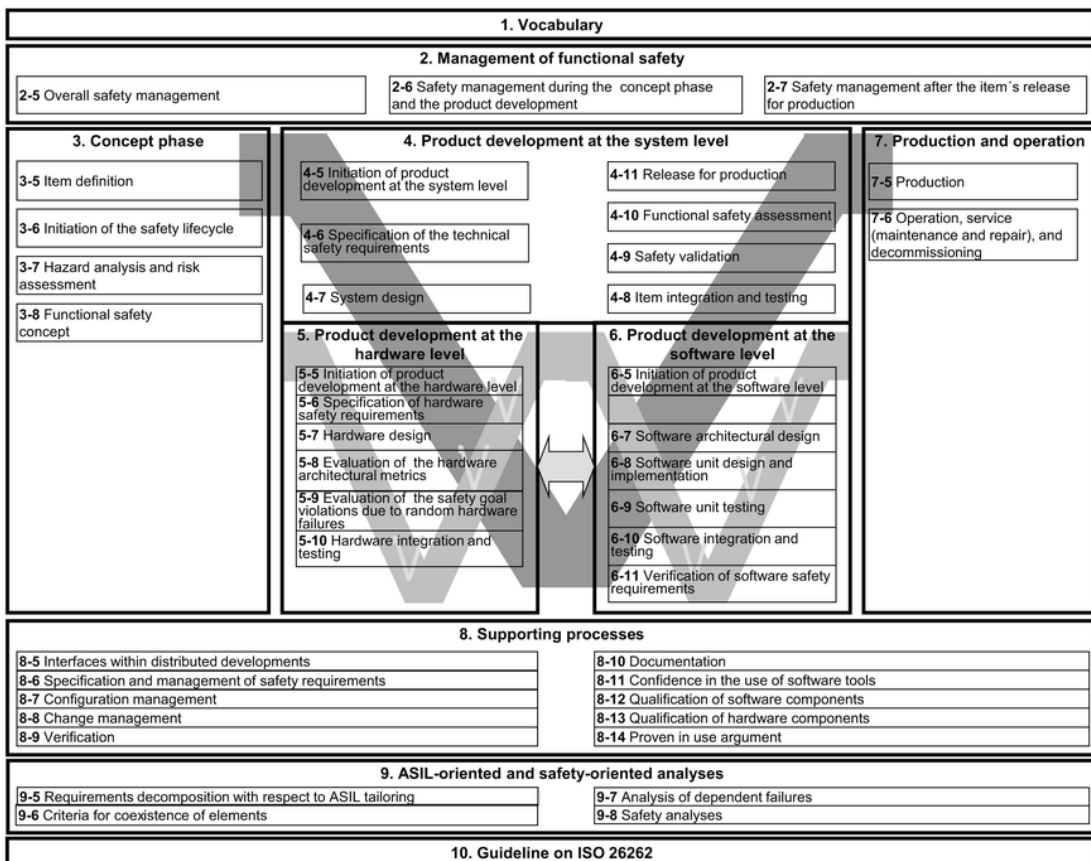 1. Vocabulary
2. Management of functional safety
2-5 Overall safety management
2-6 Safety management during the concept phase
and the product development
2-7 Safety management after the item´s release
for production
3. Concept phase
3-5 Item definition
3-6 Initiation of the safety lifecycle
3-7 Hazard analysis and risk
assessment
3-8 Functional safety
concept
4. Product development at the system level
4-5 Initiation of product
development at the system level
4-6 Specification of the technical
safety requirements
4-7 System design
4-11 Release for production
4-10 Functional safety assessment
4-9 Safety validation
4-8 Item integration and testing
5. Product development at the
hardware level
5-5 Initiation of product
development at the hardware level
5-6 Specification of hardware
safety requirements
5-7 Hardware design
5-8 Evaluation of the hardware
architectural metrics
5-9 Evaluation of the safety goal
violations due to random hardware
failures
5-10 Hardware integration and
testing
6. Product development at the
software level
6-5 Initiation of product
development at the software level
6-7 Software architectural design
6-8 Software unit design and
implementation
6-9 Software unit testing
6-10 Software integration and
testing
6-11 Verification of software safety
requirements
7. Production and operation
7-5 Production
7-6 Operation, service
(maintenance and repair), and
decommissioning
8. Supporting processes
8-5 Interfaces within distributed developments
8-6 Specification and management of safety requirements
8-7 Configuration management
8-8 Change management
8-9 Verification
8-10 Documentation
8-11 Confidence in the use of software tools
8-12 Qualification of software components
8-13 Qualification of hardware components
8-14 Proven in use argument
9. ASIL-oriented and safety-oriented analyses
9-5 Requirements decomposition with respect to ASIL tailoring
9-6 Criteria for coexistence of elements
9-7 Analysis of dependent failures
9-8 Safety analyses
10. Guideline on ISO 26262